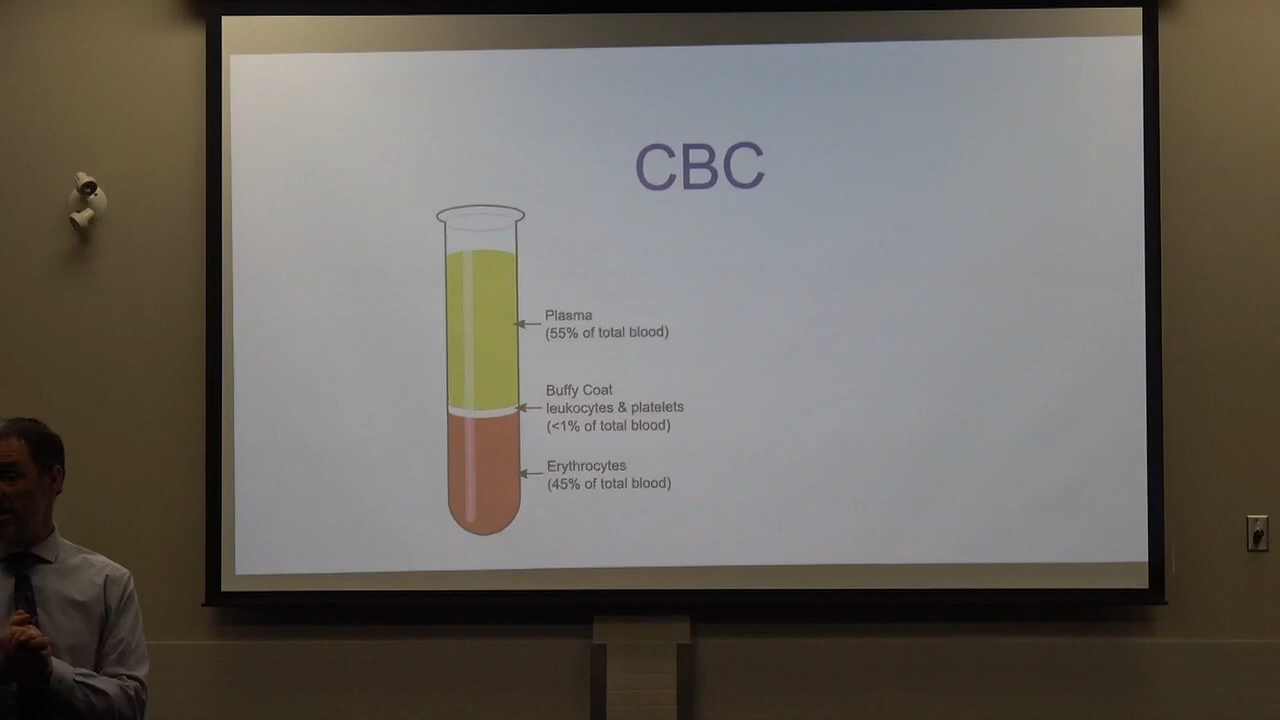 CBC
Plasma
(55% of total blood)
Buffy Coat
leukocytes & platelets
(<1% of total blood)
Erythrocytes
(45% of total blood)